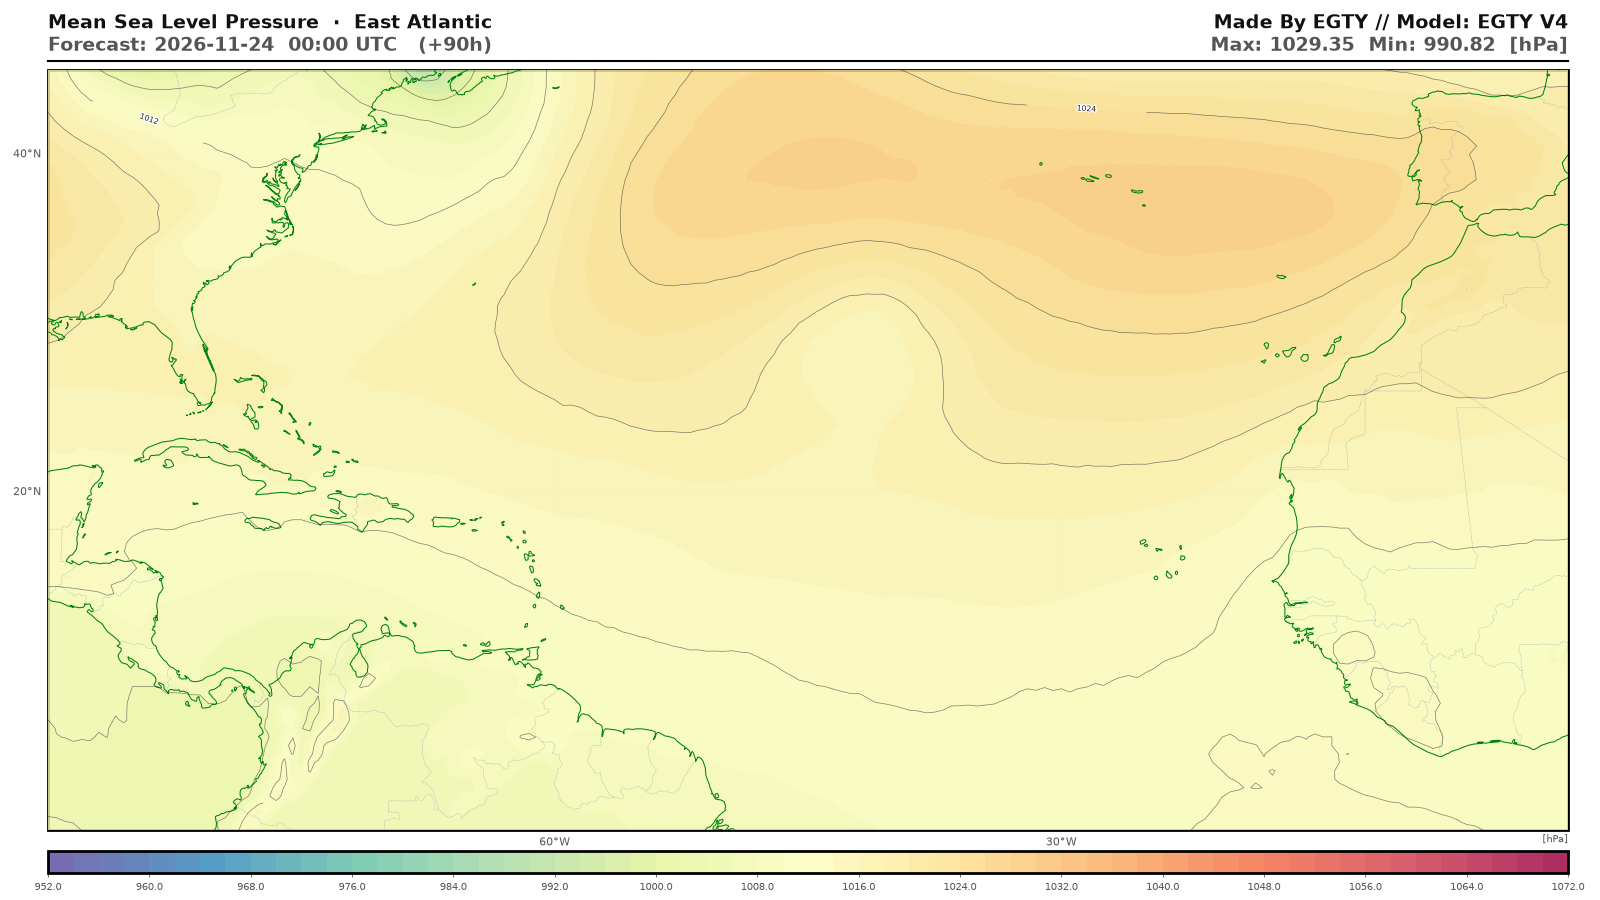 Mean Sea Level Pressure · East Atlantic
Forecast: 2026-11-24 00:00 UTC (+90h)
Made By EGTY // Model: EGTY V4
Max: 1029.35 Min: 990.82 [hPa]
1012
1024
40°N
20°N
60°W
30°W
[hPa]
952.0 960.0 968.0 976.0 984.0 992.0 1000.0 1008.0 1016.0 1024.0 1032.0 1040.0 1048.0 1056.0 1064.0 1072.0